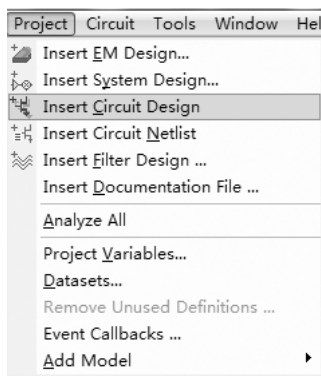 Project Circuit Tools Window Hel
Insert EM Design...
Insert System Design...
Insert Circuit Design
Insert Circuit Netlist
Insert Filter Design ...
Insert Documentation File ...
Analyze All
Project Variables...
Datasets...
Remove Unused Definitions ...
Event Callbacks ...
Add Model